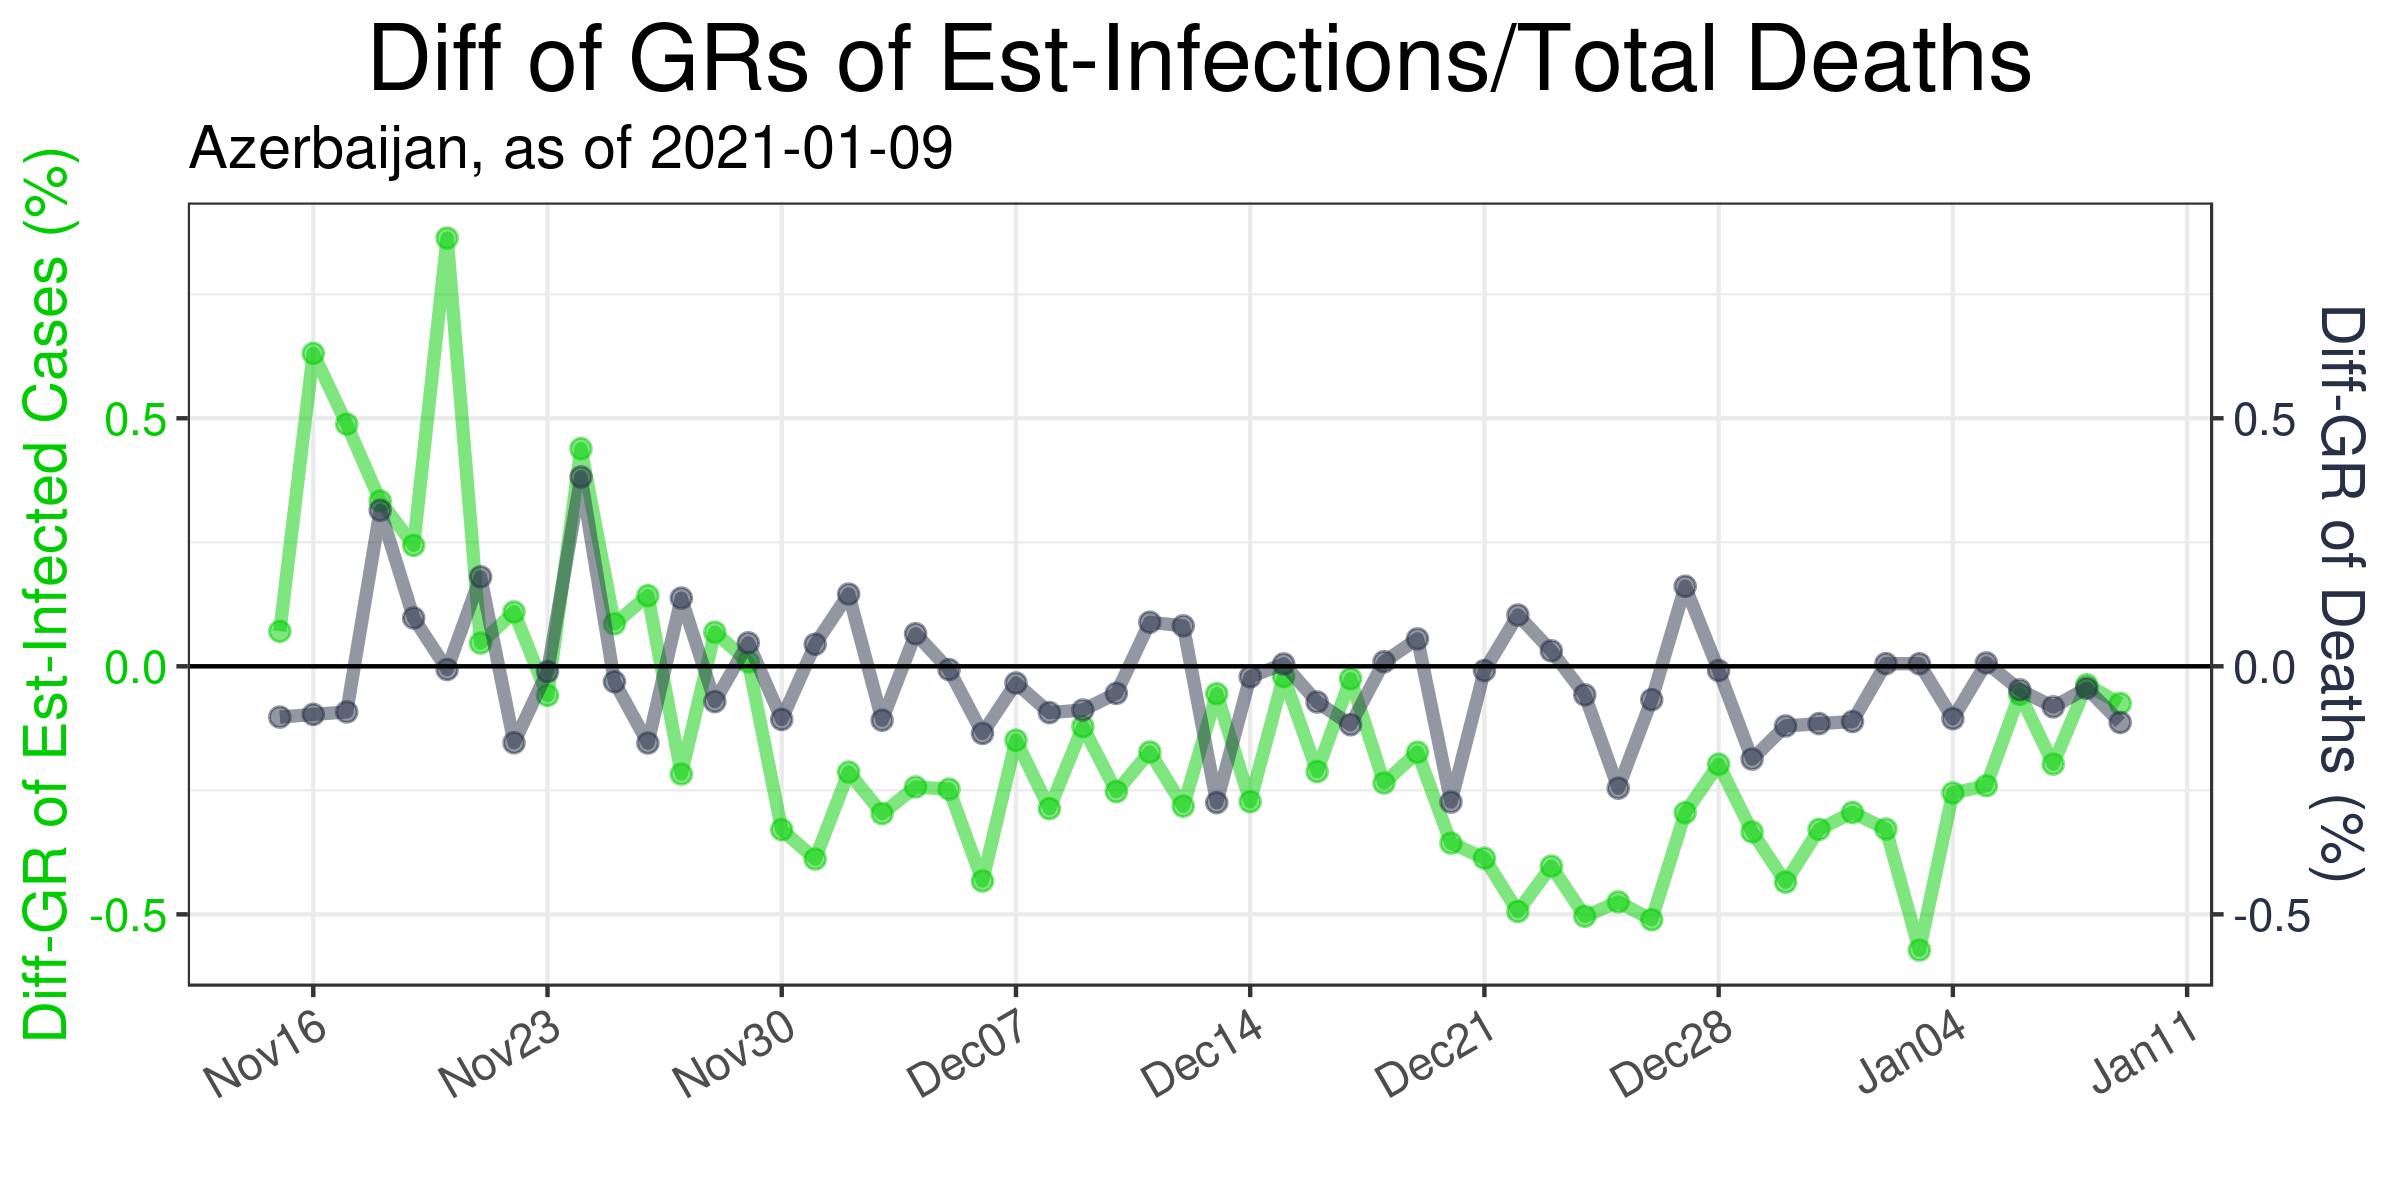 Diff of GRs of Est-Infections/Total Deaths
Azerbaijan, as of 2021-01-09
Diff-GR of Est-Infected Cases (%)
0.5
0.0
-0.5
0.5
0.0
-0.5
Diff-GR of Deaths (%)
Nov16
Nov23
Nov30
Dec07
Dec14
Dec21
Dec28
Jan04
Jan11